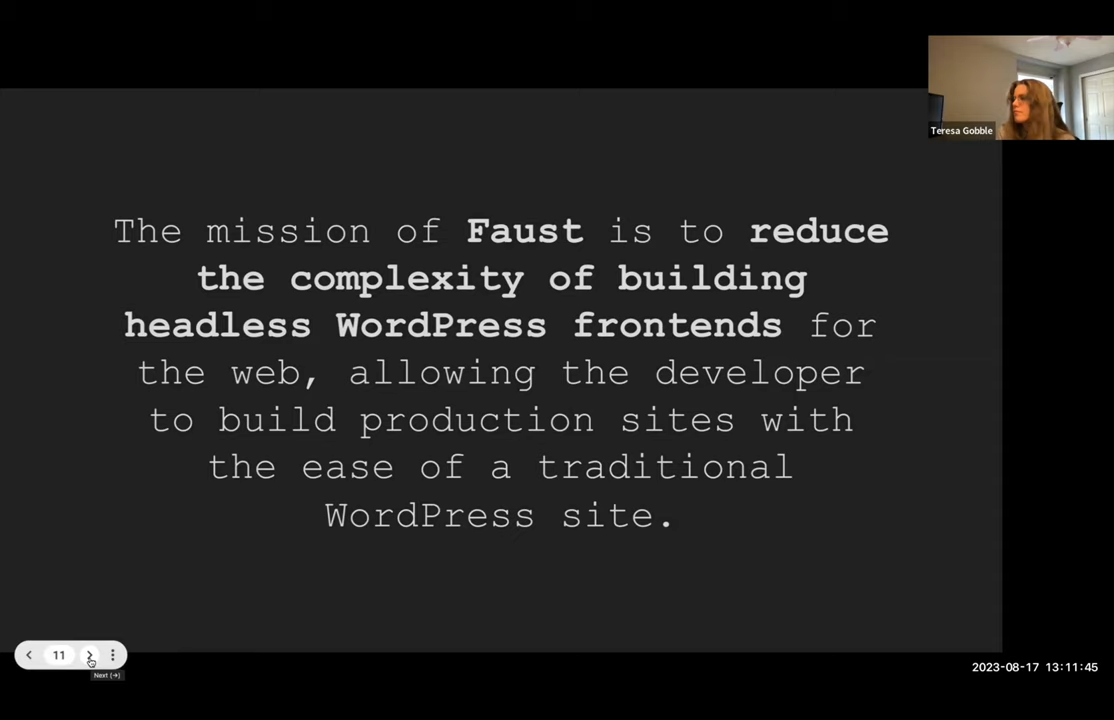 Teresa Gobble
The mission of Faust is to reduce
the complexity of building
headless WordPress frontends for
the web, allowing the developer
to build production sites with
the ease of a traditional
WordPress site.
11
Next (→)
2023-08-17 13:11:45